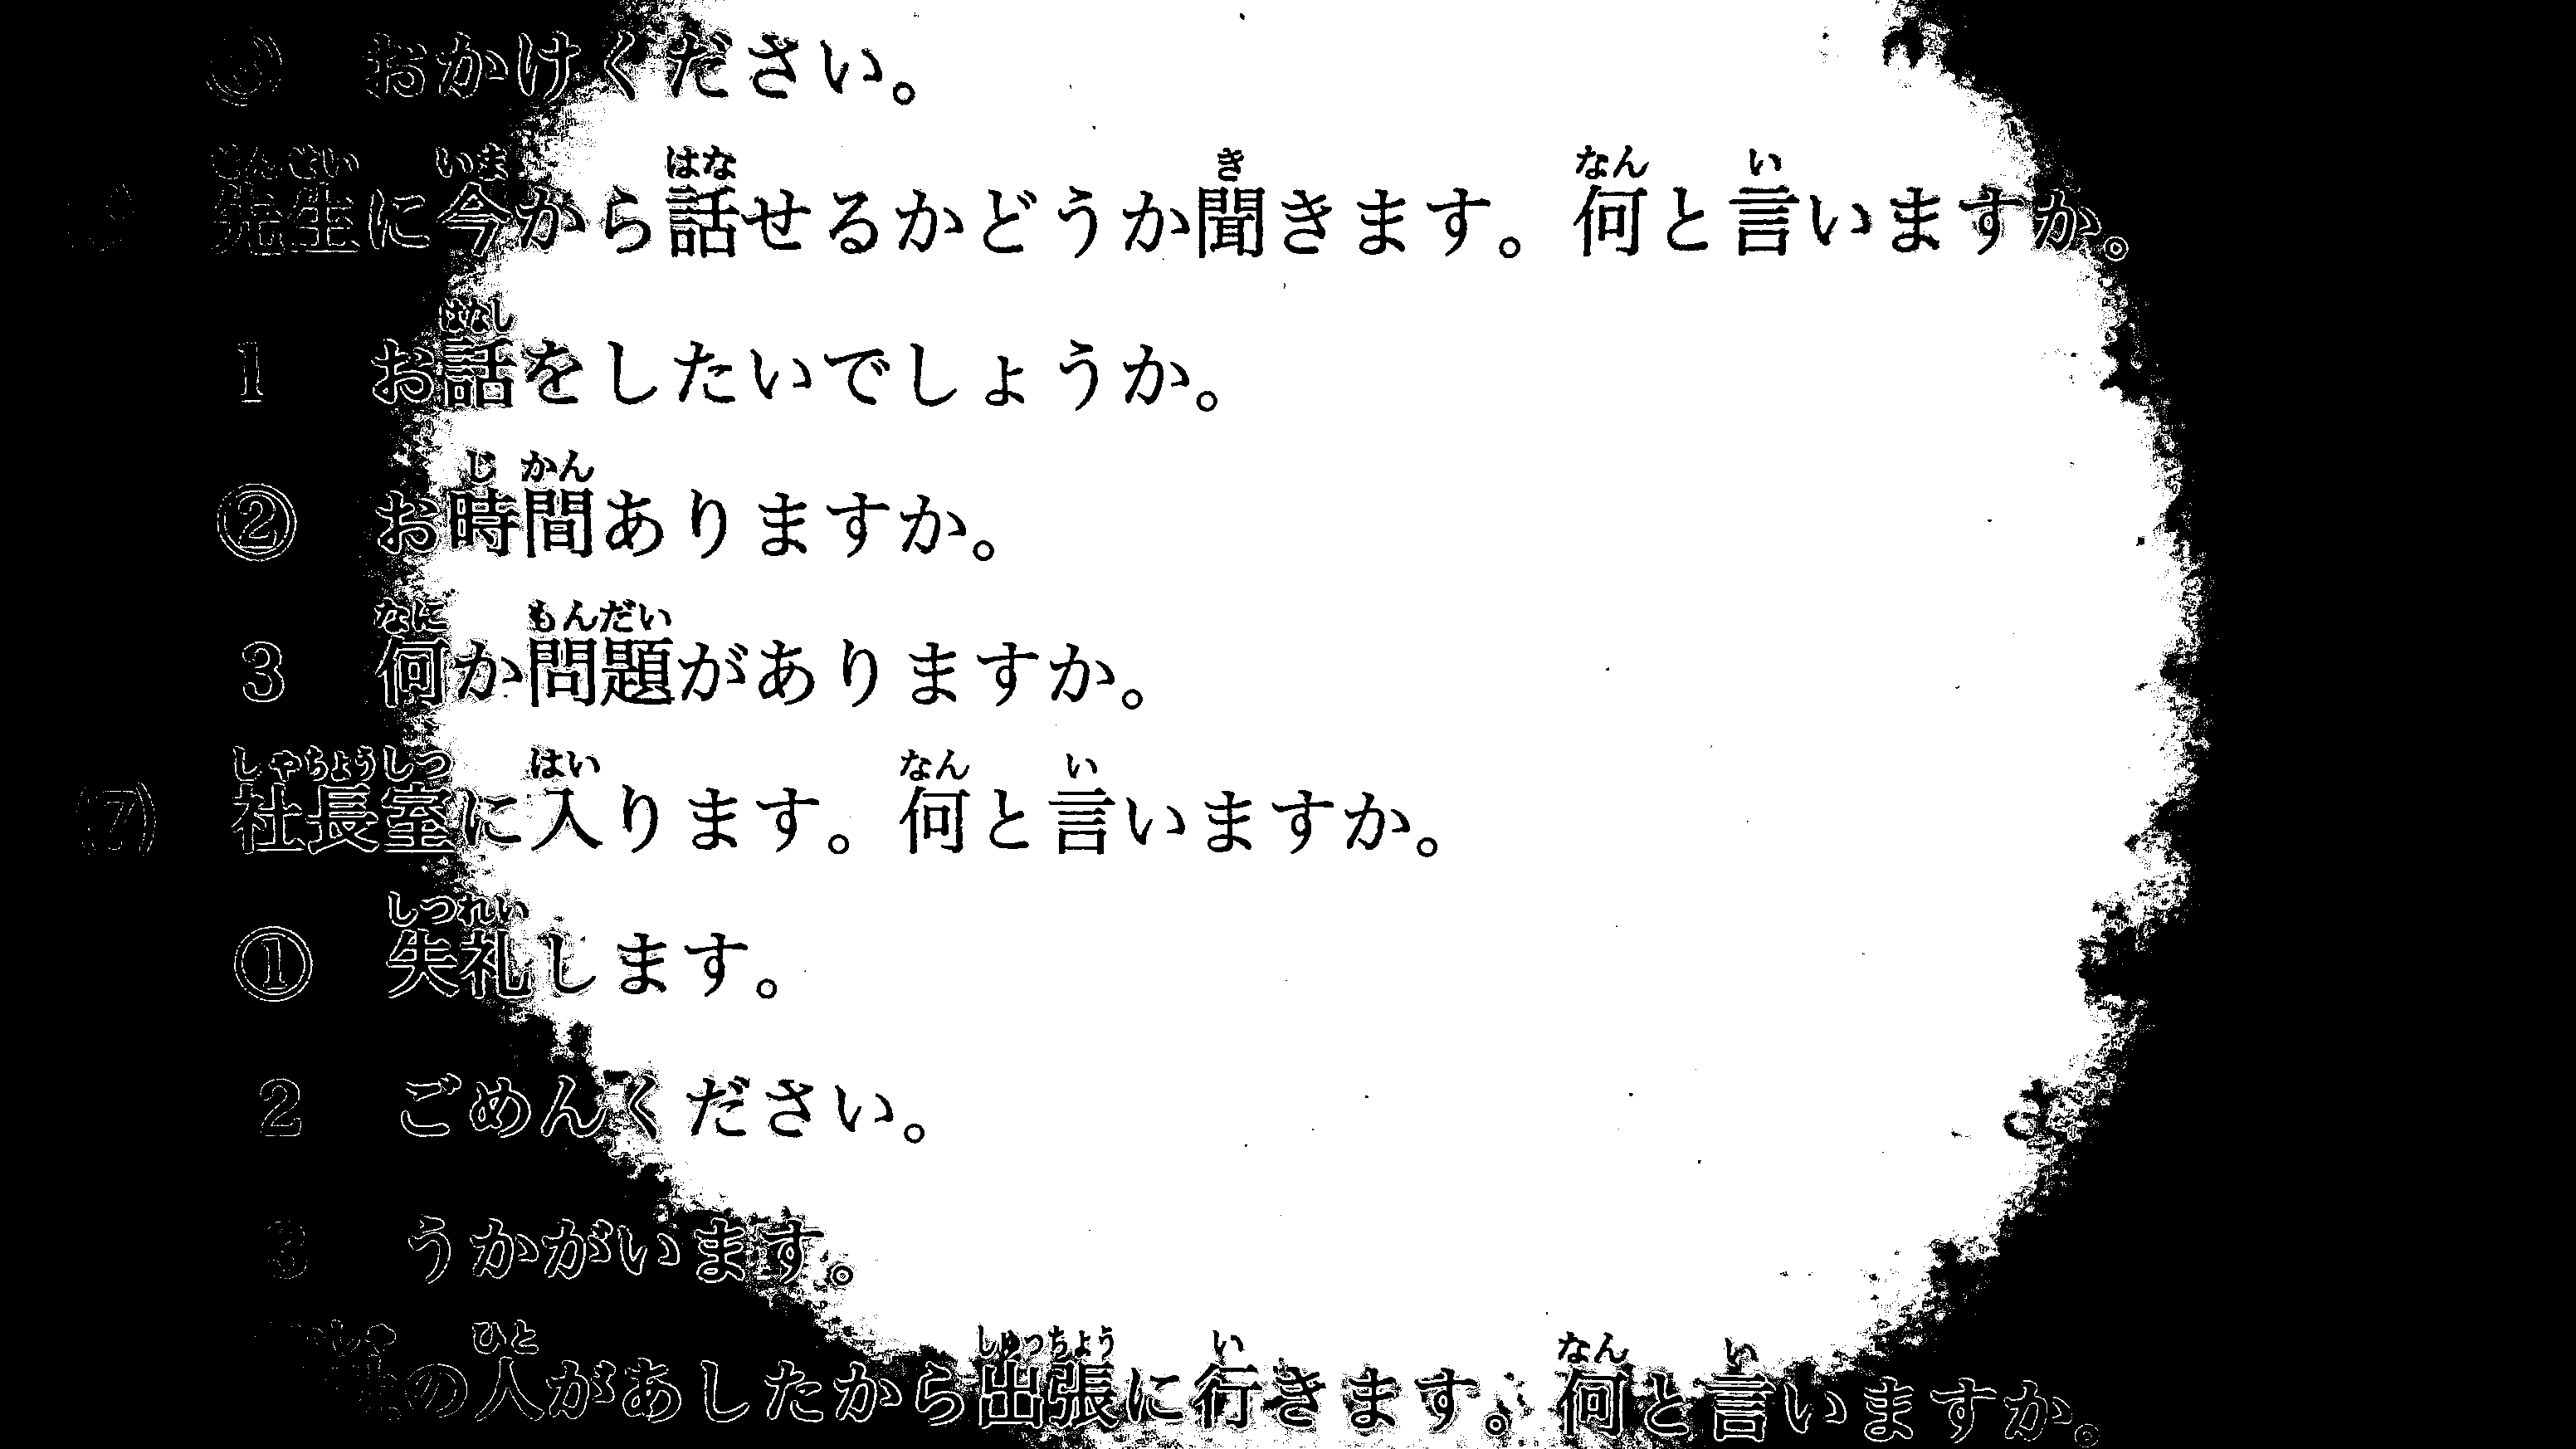 おかけください。
先生に今から話せるかどうか聞きます。何と言いますか。
1 お話をしたいでしょうか。
② お時間ありますか。
3 何か問題がありますか。
(7) 社長室に入ります。何と言いますか。
① 失礼します。
2 ごめんください。
3 うかがいます。
の人があしたから出張に行きます。何と言いますか。